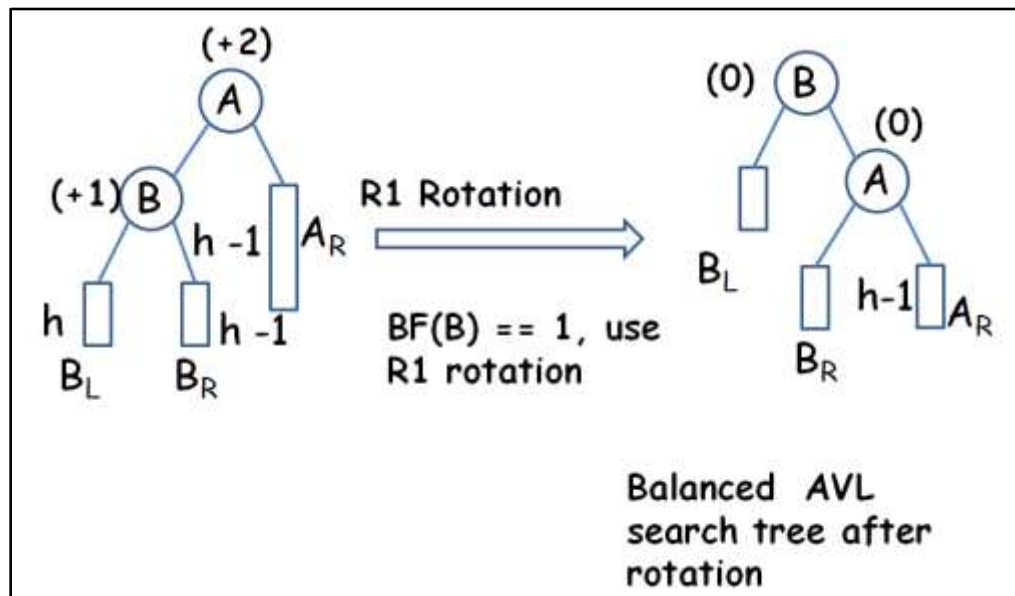 (+2)
A
(+1) B
h -1 A_R
h
h -1
B_L
B_R
R1 Rotation
BF(B) == 1, use
R1 rotation
(0) B
(0)
A
B_L
h-1 A_R
B_R
Balanced AVL
search tree after
rotation